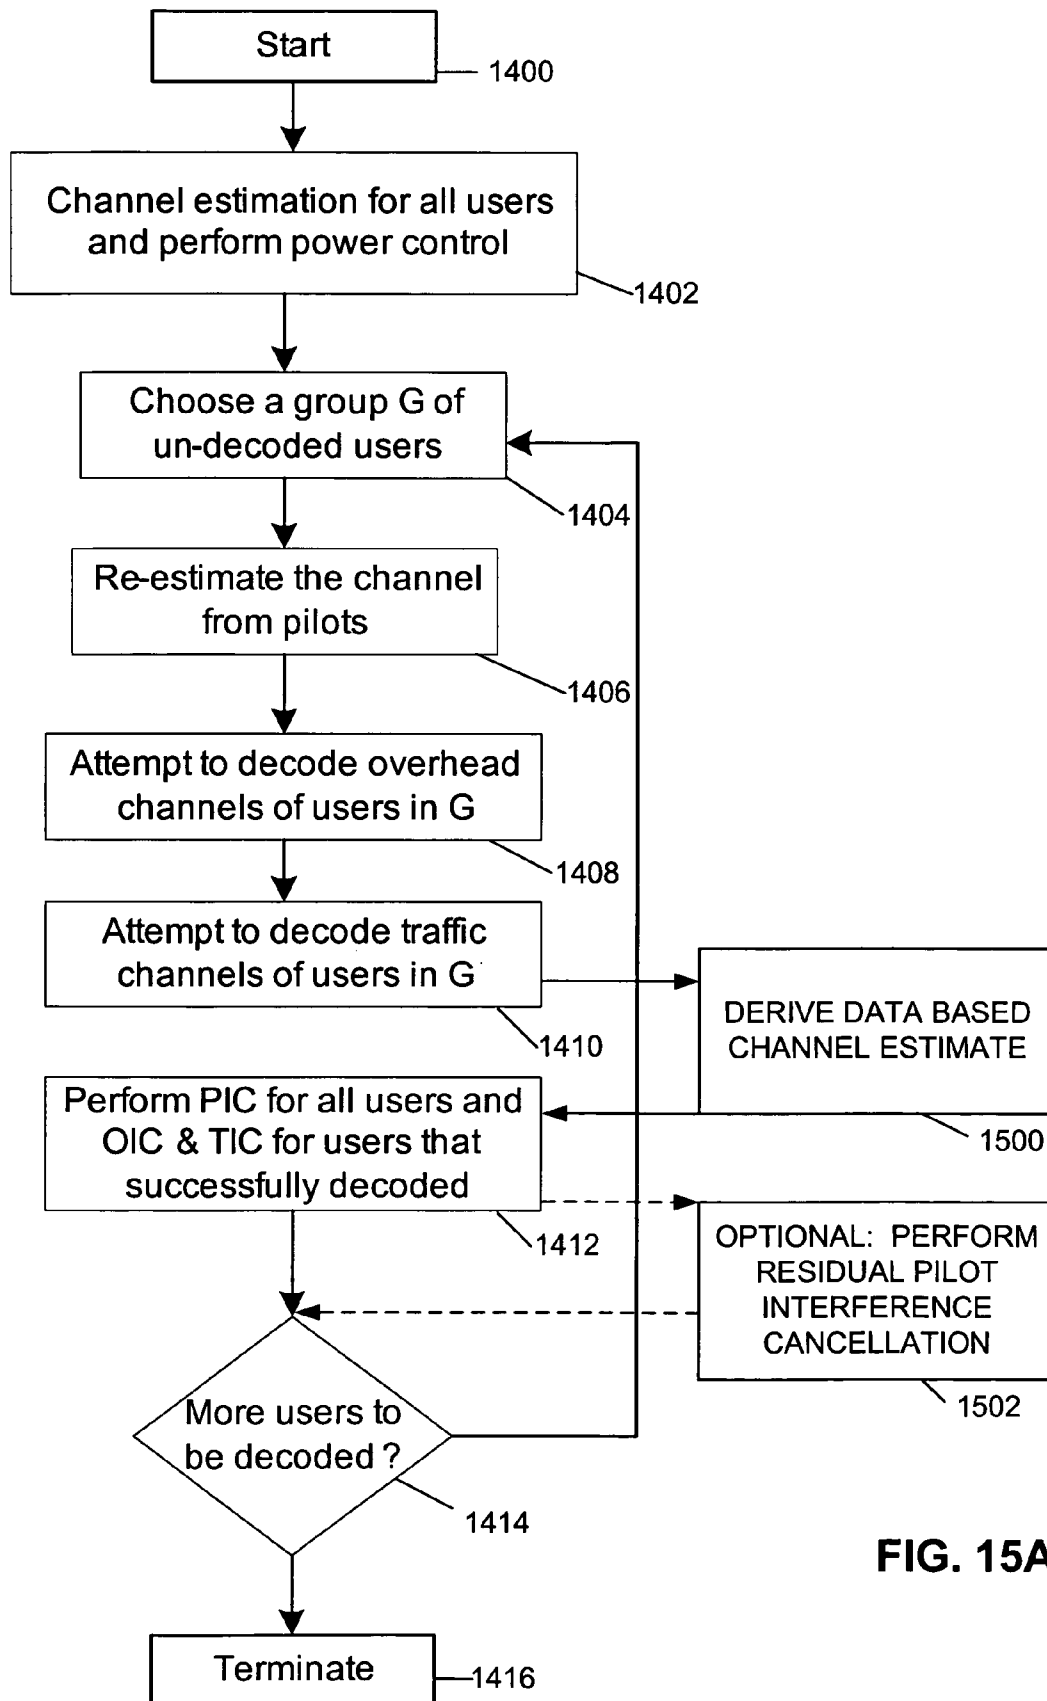 Start
1400
Channel estimation for all users
and perform power control
1402
Choose a group G of
un-decoded users
1404
Re-estimate the channel
from pilots
1406
Attempt to decode overhead
channels of users in G
1408
Attempt to decode traffic
channels of users in G
1410
DERIVE DATA BASED
CHANNEL ESTIMATE
1500
Perform PIC for all users and
OIC & TIC for users that
successfully decoded
1412
OPTIONAL: PERFORM
RESIDUAL PILOT
INTERFERENCE
CANCELLATION
1502
More users to
be decoded ?
1414
FIG. 15A
Terminate
1416